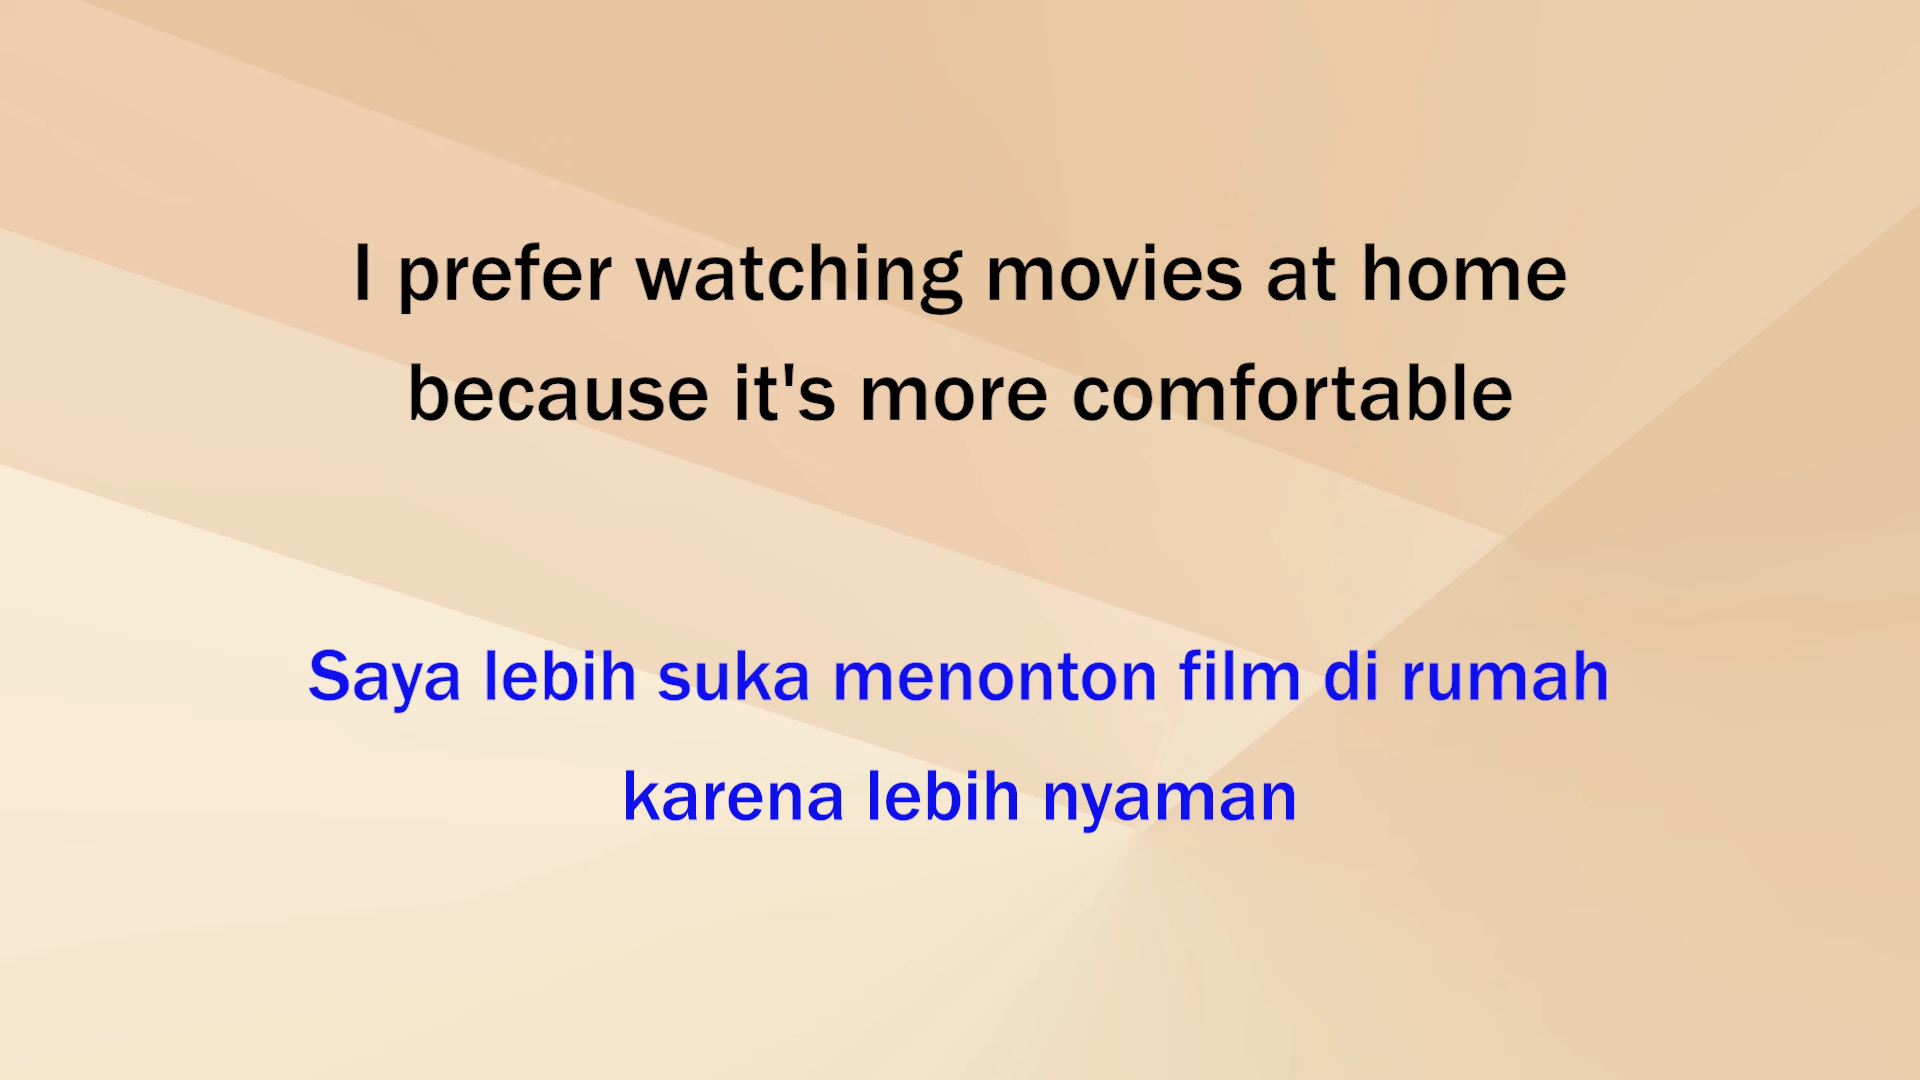 I prefer watching movies at home
because it's more comfortable
Saya lebih suka menonton film di rumah
karena lebih nyaman